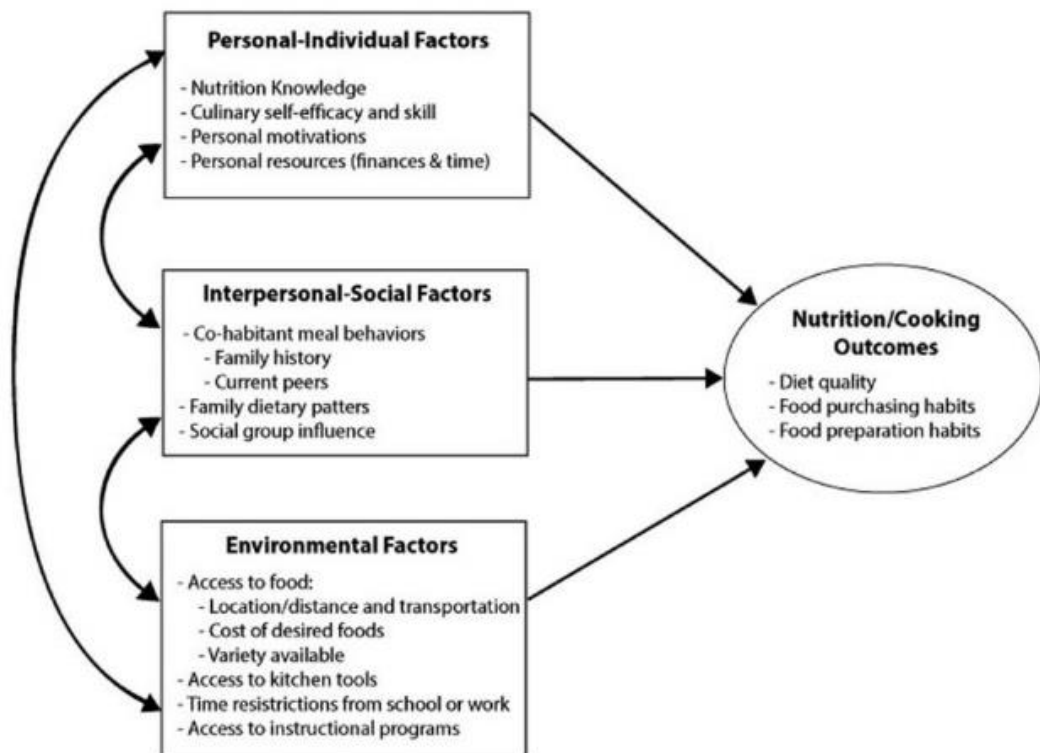 Personal-Individual Factors
- Nutrition Knowledge
- Culinary self-efficacy and skill
- Personal motivations
- Personal resources (finances & time)
Interpersonal-Social Factors
- Co-habitant meal behaviors
- Family history
- Current peers
- Family dietary patters
- Social group influence
Environmental Factors
- Access to food:
- Location/distance and transportation
- Cost of desired foods
- Variety available
- Access to kitchen tools
- Time resistrictions from school or work
- Access to instructional programs
Nutrition/Cooking
Outcomes
- Diet quality
- Food purchasing habits
- Food preparation habits